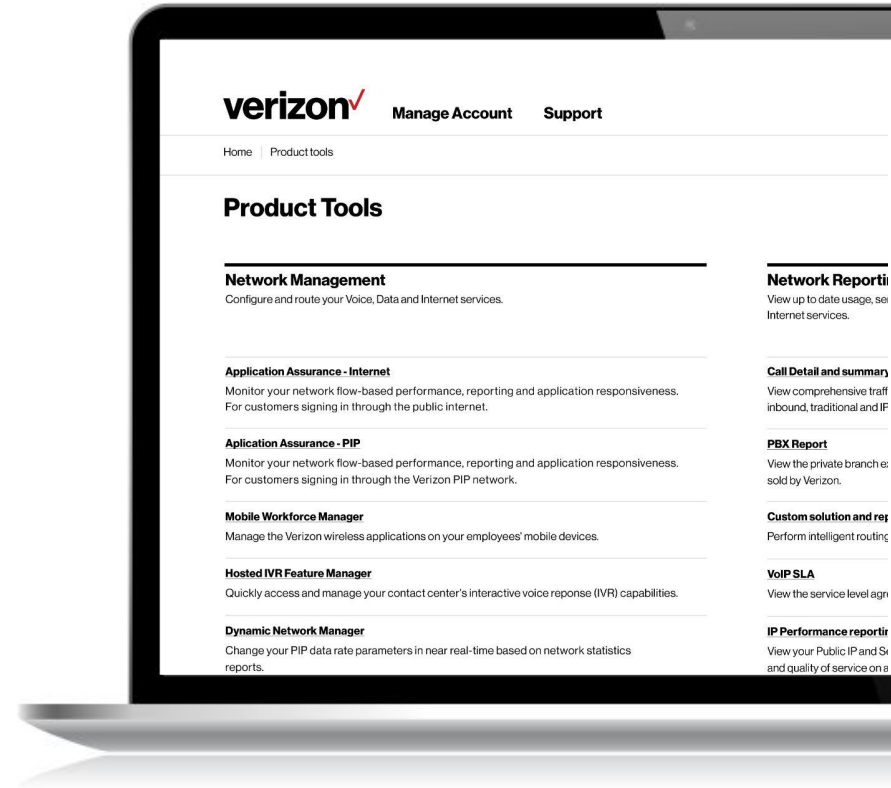 verizon
Manage Account
Support
Home
Product tools
Product Tools
Network Management
Configure and route your Voice, Data and Internet services.
Application Assurance - Internet
Monitor your network flow-based performance, reporting and application responsiveness.
For customers signing in through the public internet.
Aplication Assurance - PIP
Monitor your network flow-based performance, reporting and application responsiveness.
For customers signing in through the Verizon PIP network.
Mobile Workforce Manager
Manage the Verizon wireless applications on your employees' mobile devices.
Hosted IVR Feature Manager
Quickly access and manage your contact center's interactive voice reponse (IVR) capabilities.
Dynamic Network Manager
Change your PIP data rate parameters in near real-time based on network statistics
reports.
Network
View up to date usage,
Internet services.
Call Detail and summary
View comprehensive
inbound, traditional and
PBX Report
View the private branch
sold by Verizon.
Custom solution and
Perform intelligent routing
VoIP SLA
View the service level
IP Performance
View your Public IP and
and quality of service on a